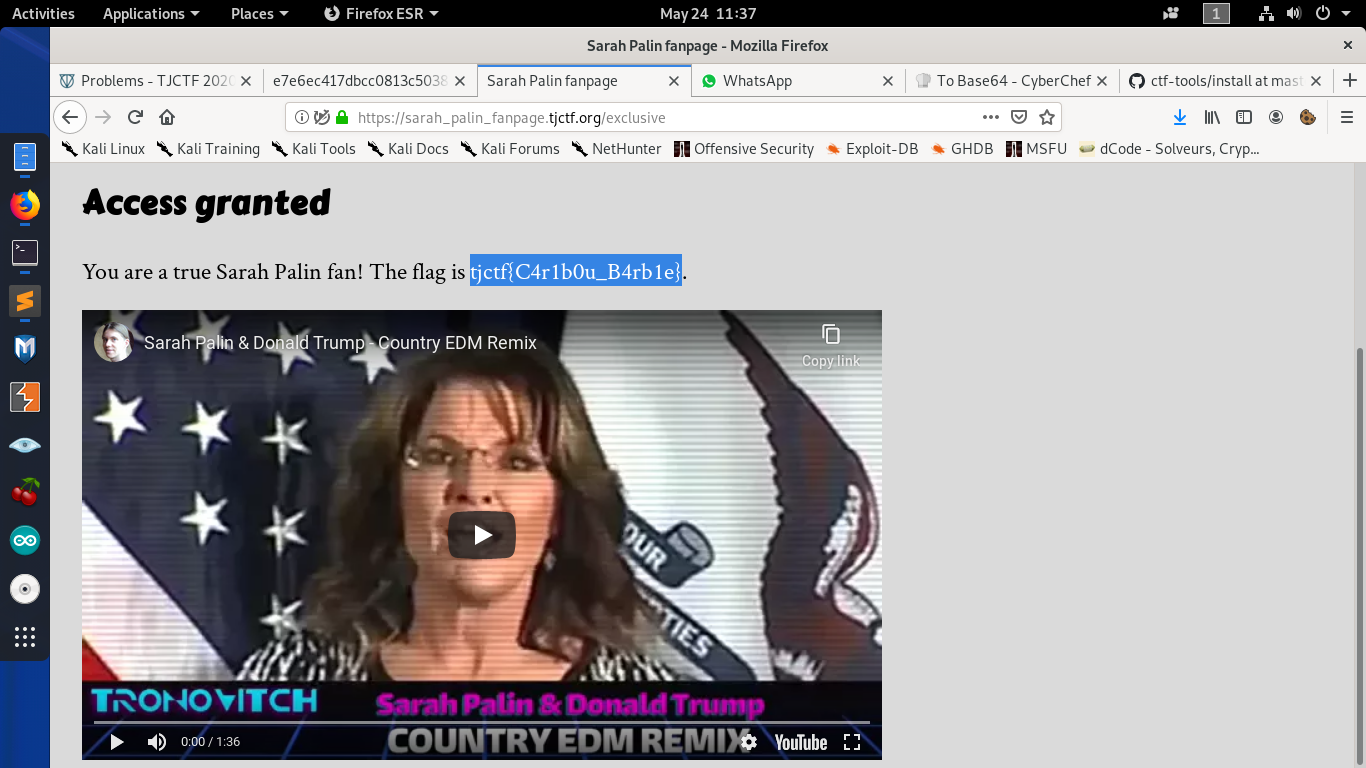 Activities Applications Places Firefox ESR May 24 11:37 1
Sarah Palin fanpage - Mozilla Firefox
Problems - TJCTF 2020 e7e6ec417dbcc0813c5038 Sarah Palin fanpage WhatsApp To Base64 - CyberChef ctf-tools/install at mast
https://sarah_palin_fanpage.tjctf.org/exclusive
Kali Linux Kali Training Kali Tools Kali Docs Kali Forums NetHunter Offensive Security Exploit-DB GHDB MSFU dCode - Solveurs, Cryp...
Access granted
You are a true Sarah Palin fan! The flag is tjctf{C4r1b0u_B4rb1e}.
Sarah Palin & Donald Trump - Country EDM Remix
Copy link
OUR
TIES
TRONOVITCH Sarah Palin & Donald Trump
COUNTRY EDM REMIX
0:00 / 1:36 YouTube